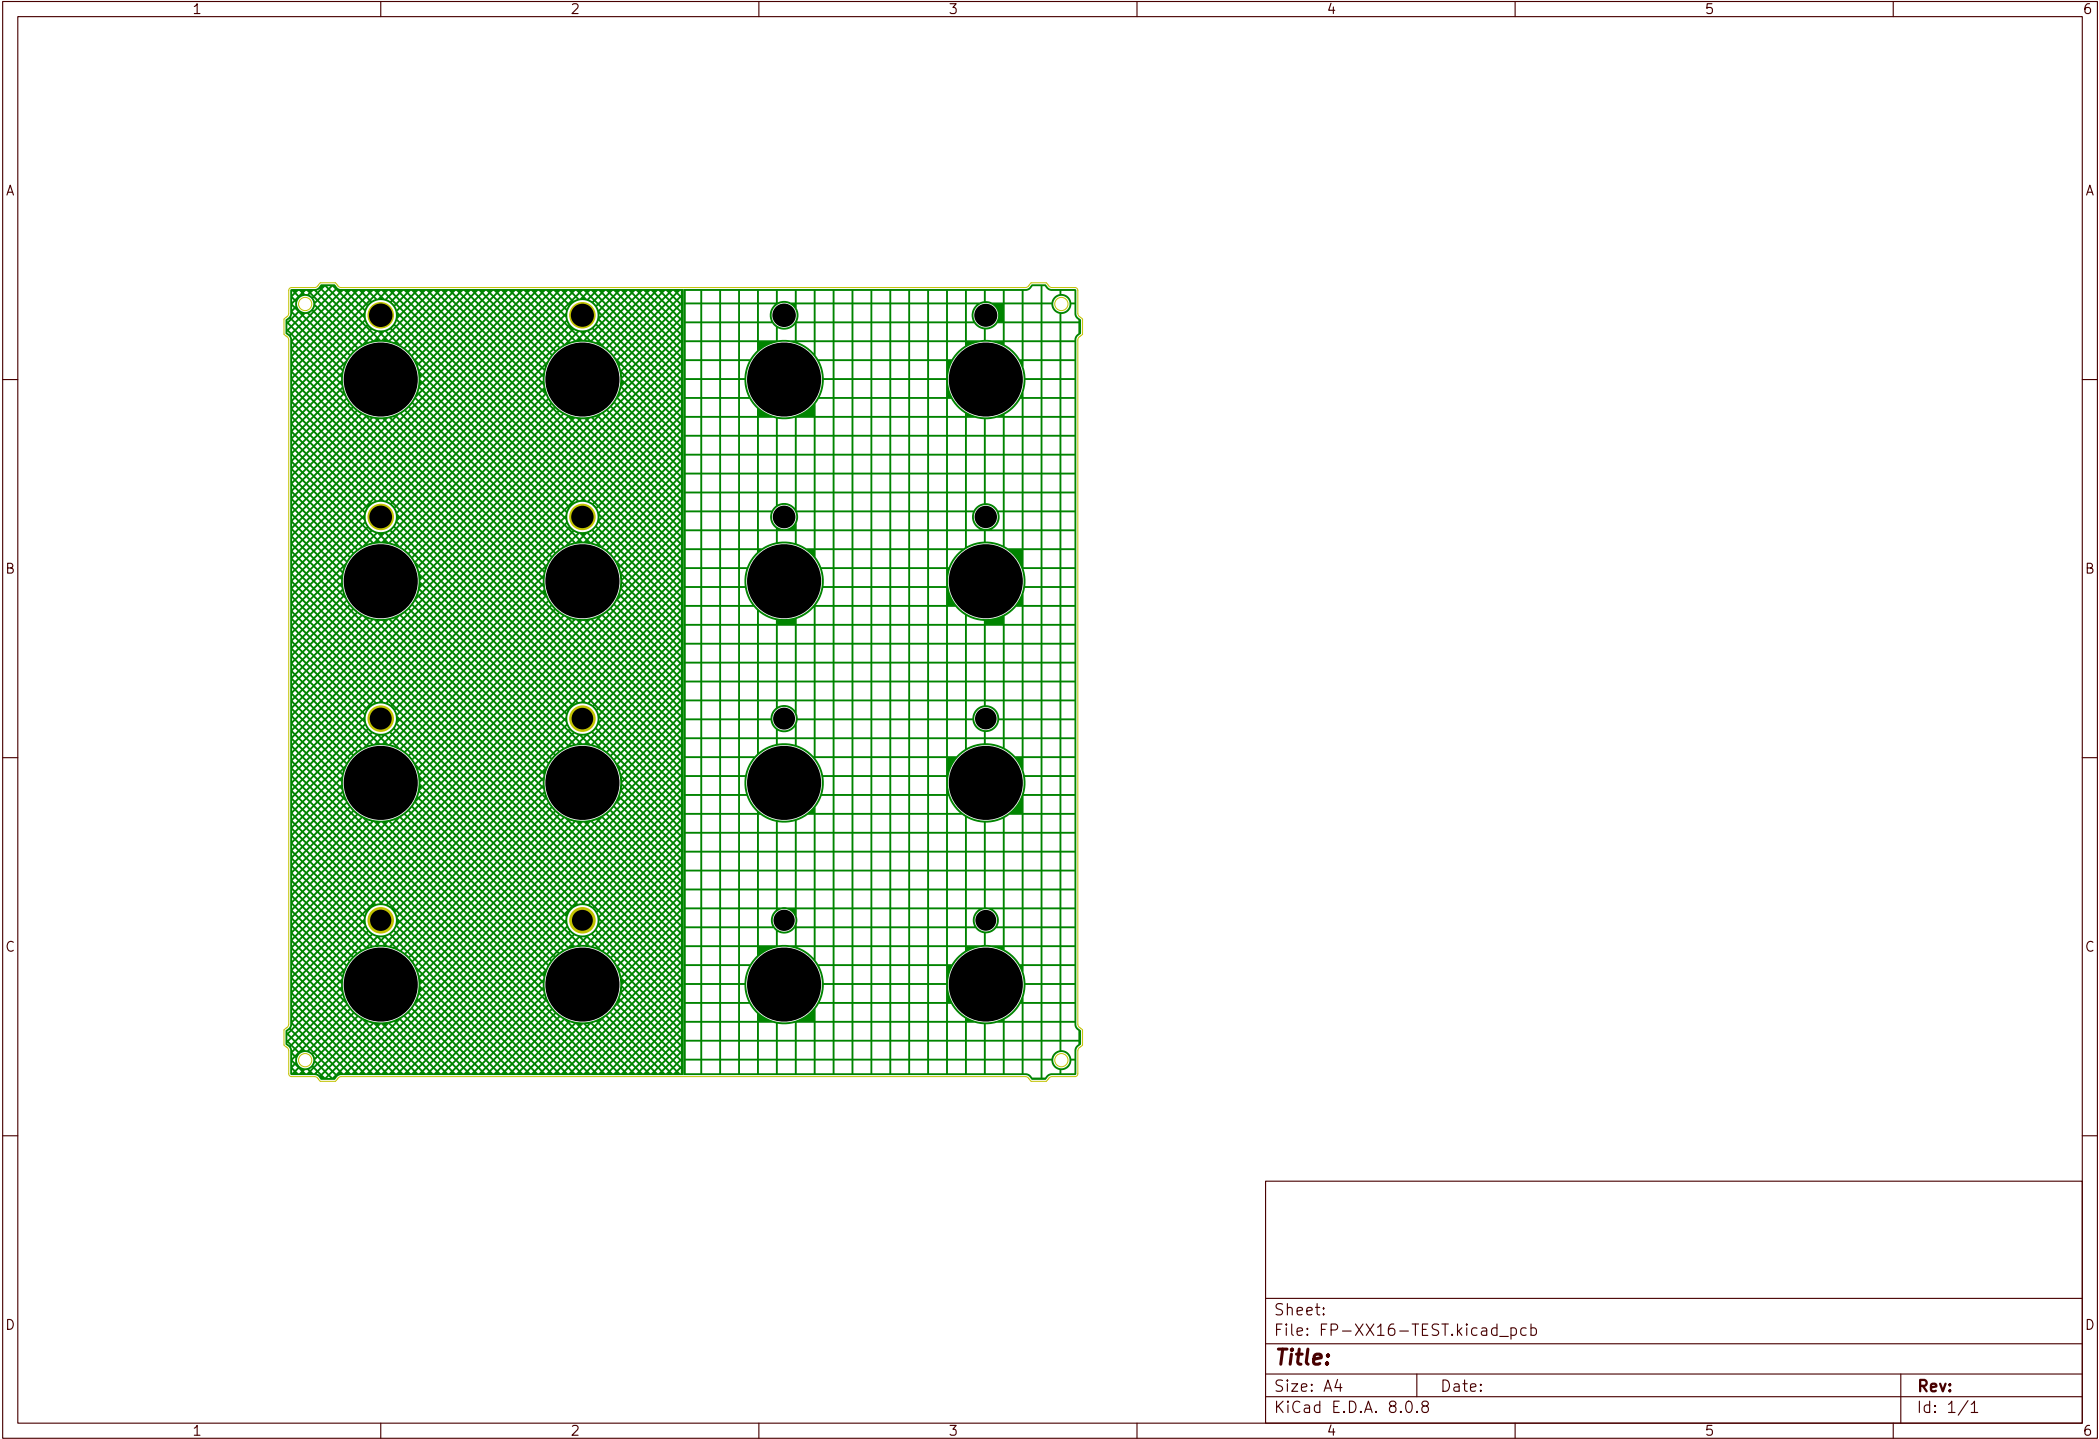 1 2 3 4 5 6
A A
B B
C C
D D
Sheet:
File: FP-XX16-TEST.kicad_pcb
Title:
Size: A4 Date: Rev:
KiCad E.D.A. 8.0.8 Id: 1/1
1 2 3 4 5 6